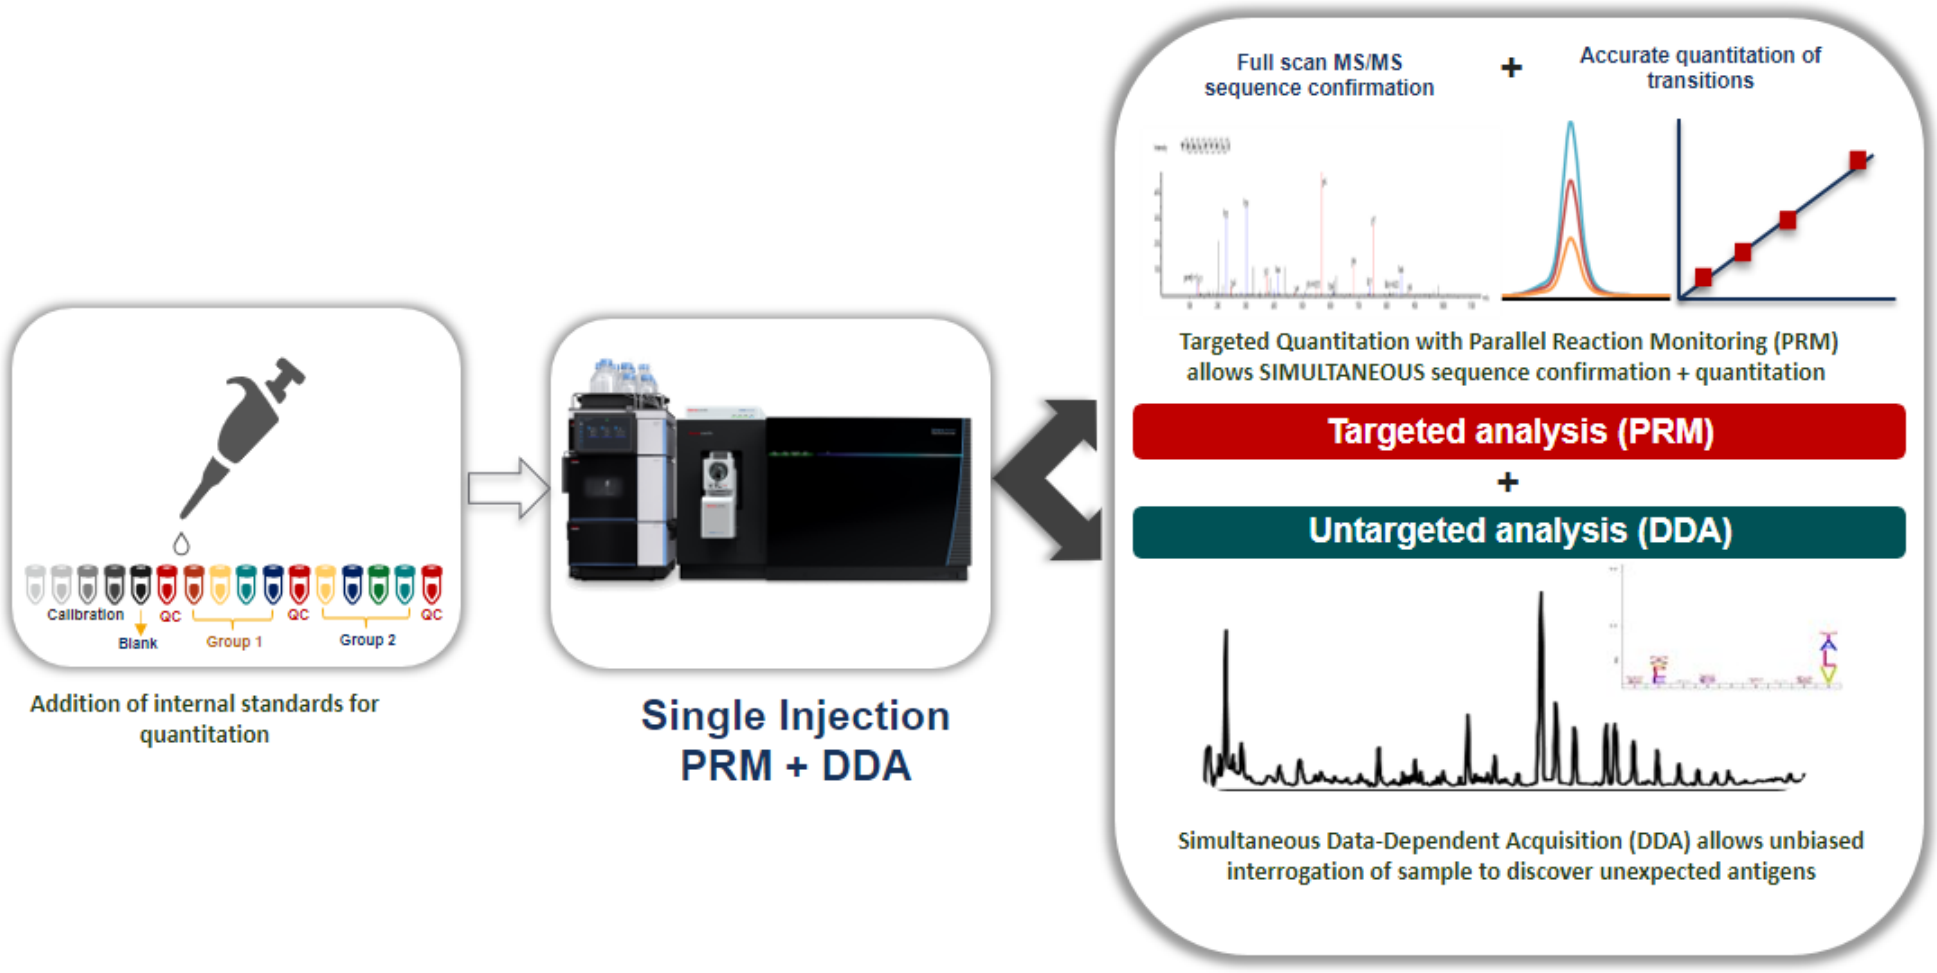 Full scan MS/MS
sequence confirmation
+
Accurate quantitation of
transitions
Targeted Quantitation with Parallel Reaction Monitoring (PRM)
allows SIMULTANEOUS sequence confirmation + quantitation
Targeted analysis (PRM)
+
Untargeted analysis (DDA)
Simultaneous Data-Dependent Acquisition (DDA) allows unbiased
interrogation of sample to discover unexpected antigens
Calibration
QC
QC
QC
Blank
Group 1
Group 2
Addition of internal standards for
quantitation
Single Injection
PRM + DDA